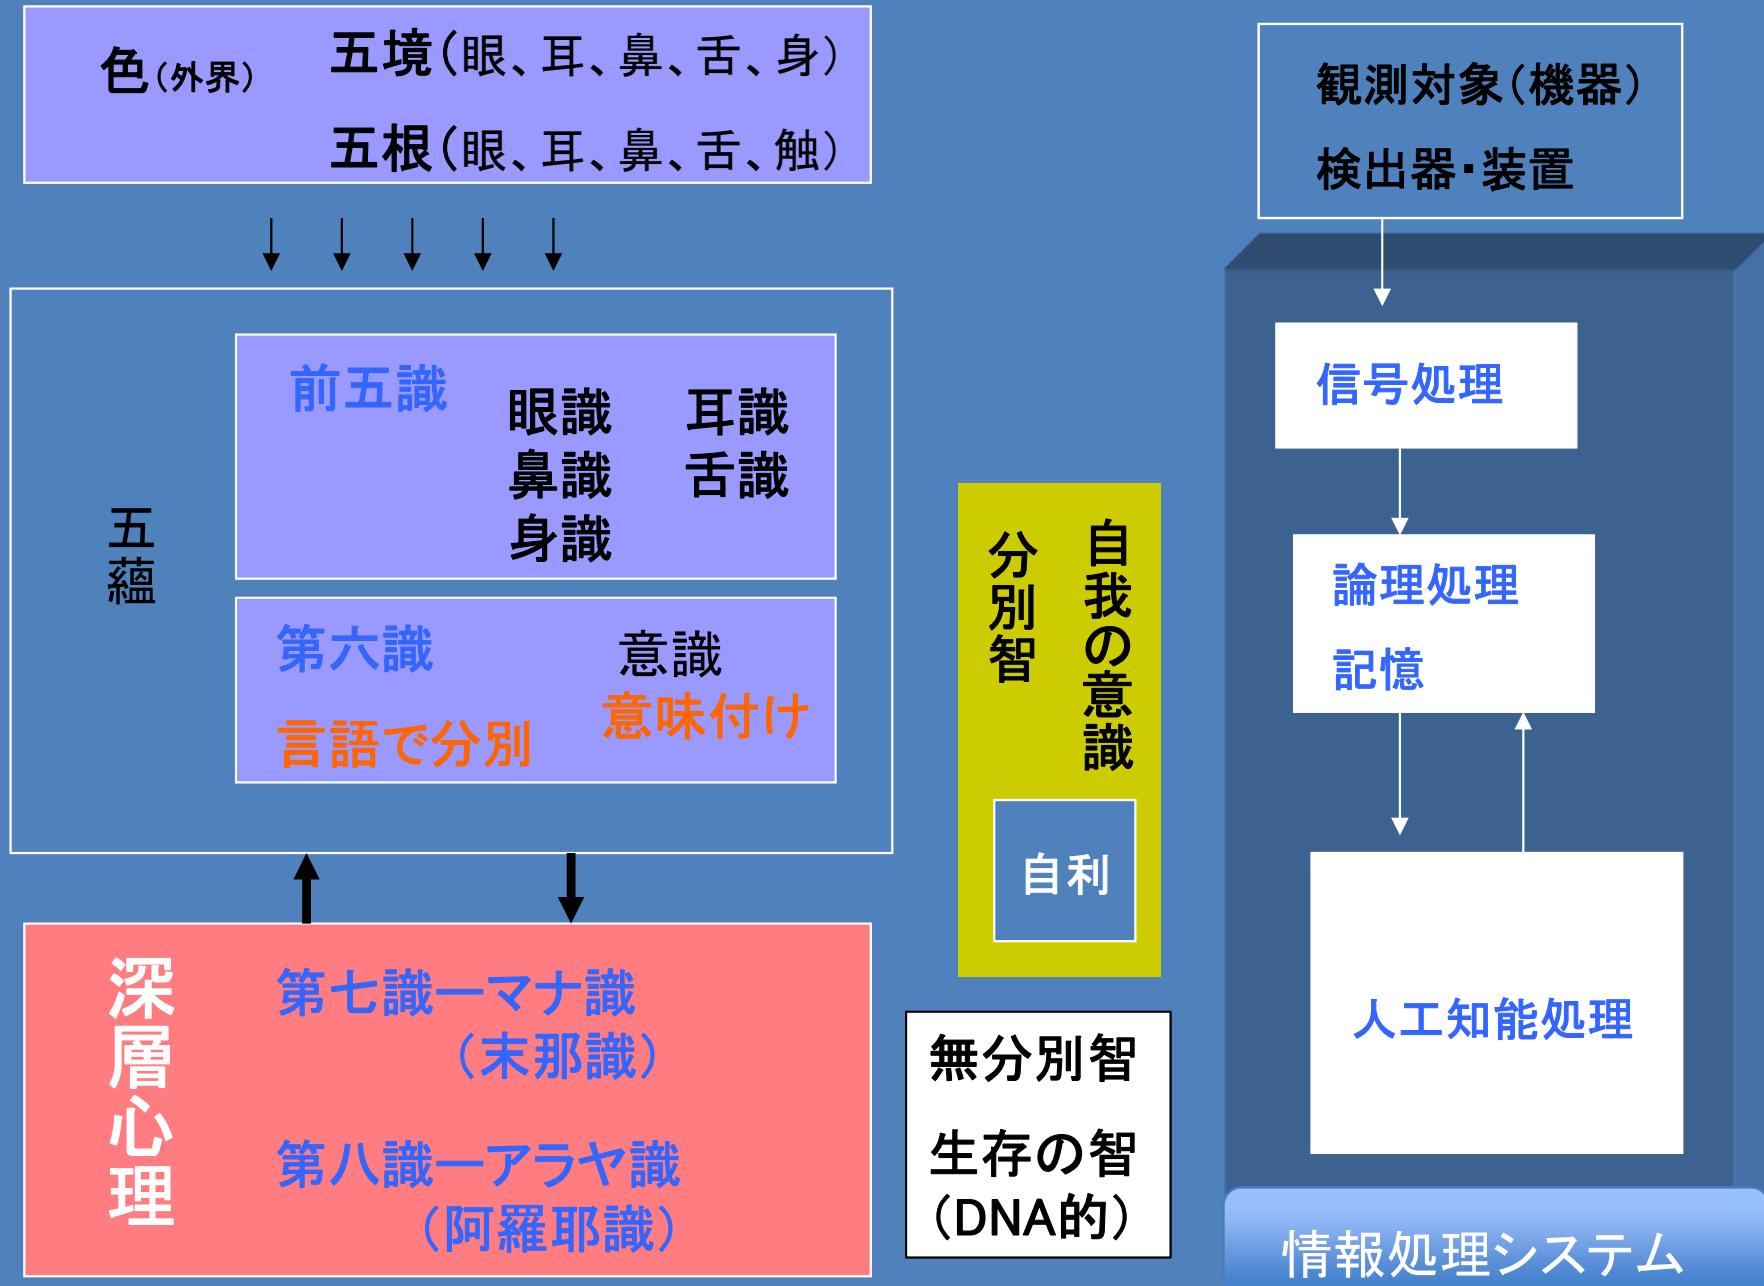 色（外界）
五境（眼、耳、鼻、舌、身）
五根（眼、耳、鼻、舌、触）
五蘊
前五識
眼識 耳識
鼻識 舌識
身識
第六識
意識
言語で分別
意味付け
深層心理
第七識ーマナ識
（末那識）
第八識ーアラヤ識
（阿羅耶識）
自我の意識
分別智
自利
無分別智
生存の智
（DNA的）
観測対象（機器）
検出器・装置
信号処理
論理処理
記憶
人工知能処理
情報処理システム